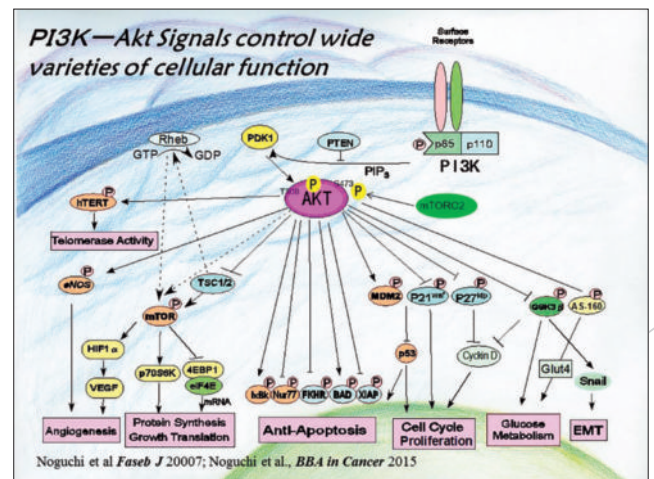 PI3K—Akt Signals control wide
varieties of cellular function
Surface
Receptors
Rheb
GTP
GDP
PDK1
PTEN
P
p85
p110
PI3K
PIP3
P
P
AKT
mTORC2
P
hTERT
Telomerase Activity
P
eNOS
TSC1/2
P
mTOR
P
MDM2
P
P21
P
P27
P
GSK3 β
P
AS-160
HIF1 α
p70S6K
4EBP1
eIF4E
mRNA
p53
Cyclin D
Glut4
Snail
VEGF
P
IκBk
P
Nur77
P
FKHR
P
BAD
P
XIAP
Angiogenesis
Protein Synthesis
Growth Translation
Anti-Apoptosis
Cell Cycle
Proliferation
Glucose
Metabolism
EMT
Noguchi et al Faseb J 20007; Noguchi et al., BBA in Cancer 2015